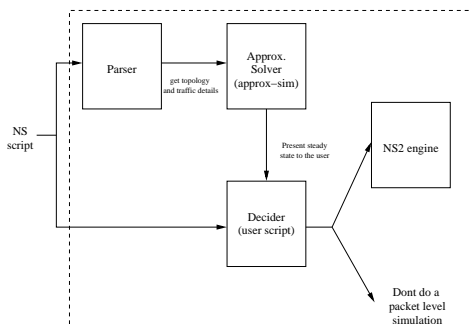 Parser
get topology
and traffic details
Approx.
Solver
(approx-sim)
NS
script
Present steady
state to the user
NS2 engine
Decider
(user script)
Dont do a
packet level
simulation